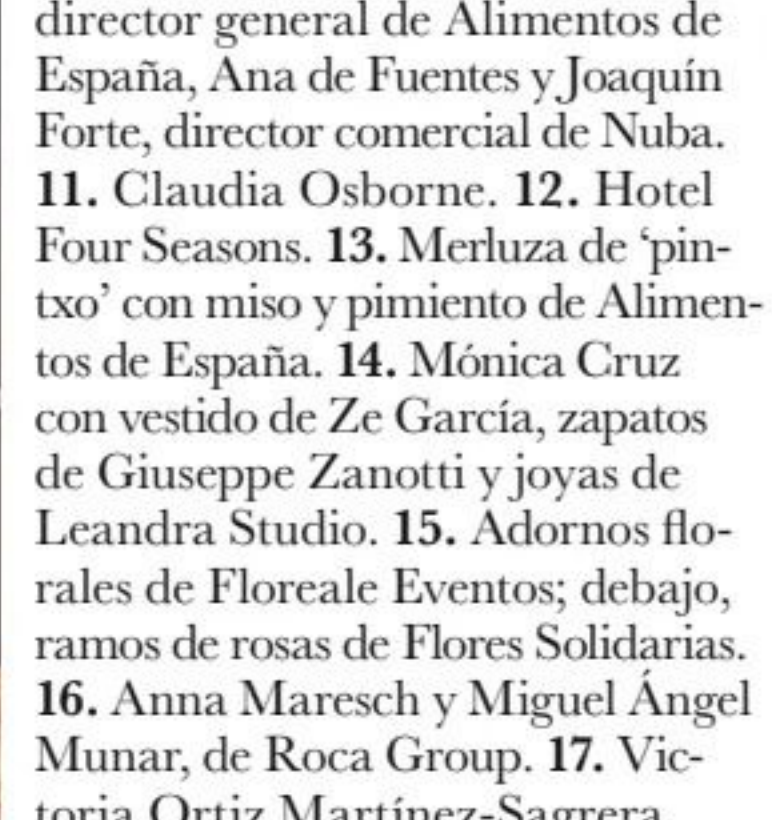 director general de Alimentos de
España, Ana de Fuentes y Joaquín
Forte, director comercial de Nuba.
11. Claudia Osborne. 12. Hotel
Four Seasons. 13. Merluza de ‘pin-
txo’ con miso y pimiento de Alimen-
tos de España. 14. Mónica Cruz
con vestido de Ze García, zapatos
de Giuseppe Zanotti y joyas de
Leandra Studio. 15. Adornos flo-
rales de Floreale Eventos; debajo,
ramos de rosas de Flores Solidarias.
16. Anna Maresch y Miguel Ángel
Munar, de Roca Group. 17. Vic-
toria Ortiz Martínez-Sagrera